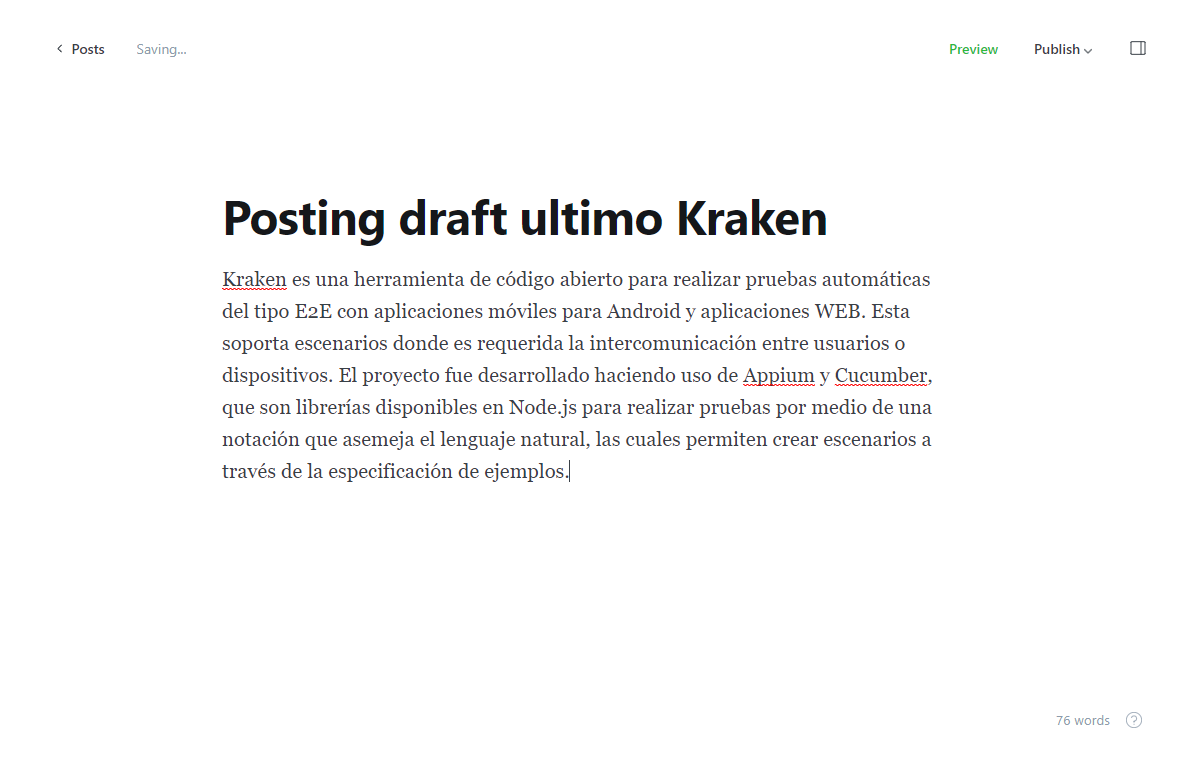 Posts Saving... Preview Publish
Posting draft ultimo Kraken
Kraken es una herramienta de código abierto para realizar pruebas automáticas
del tipo E2E con aplicaciones móviles para Android y aplicaciones WEB. Esta
soporta escenarios donde es requerida la intercomunicación entre usuarios o
dispositivos. El proyecto fue desarrollado haciendo uso de Appium y Cucumber,
que son librerías disponibles en Node.js para realizar pruebas por medio de una
notación que asemeja el lenguaje natural, las cuales permiten crear escenarios a
través de la especificación de ejemplos.
76 words ?